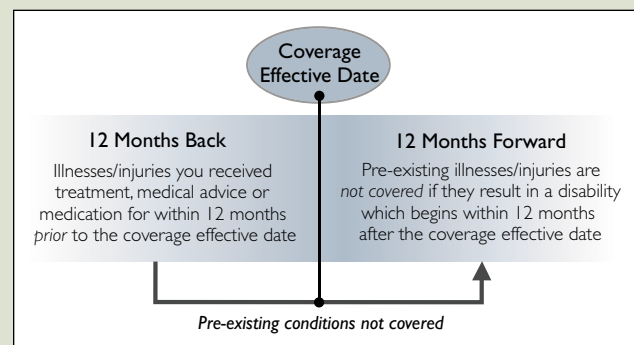 Coverage
Effective Date
12 Months Back
Illnesses/injuries you received
treatment, medical advice or
medication for within 12 months
prior to the coverage effective date
12 Months Forward
Pre-existing illnesses/injuries are
not covered if they result in a disability
which begins within 12 months
after the coverage effective date
Pre-existing conditions not covered